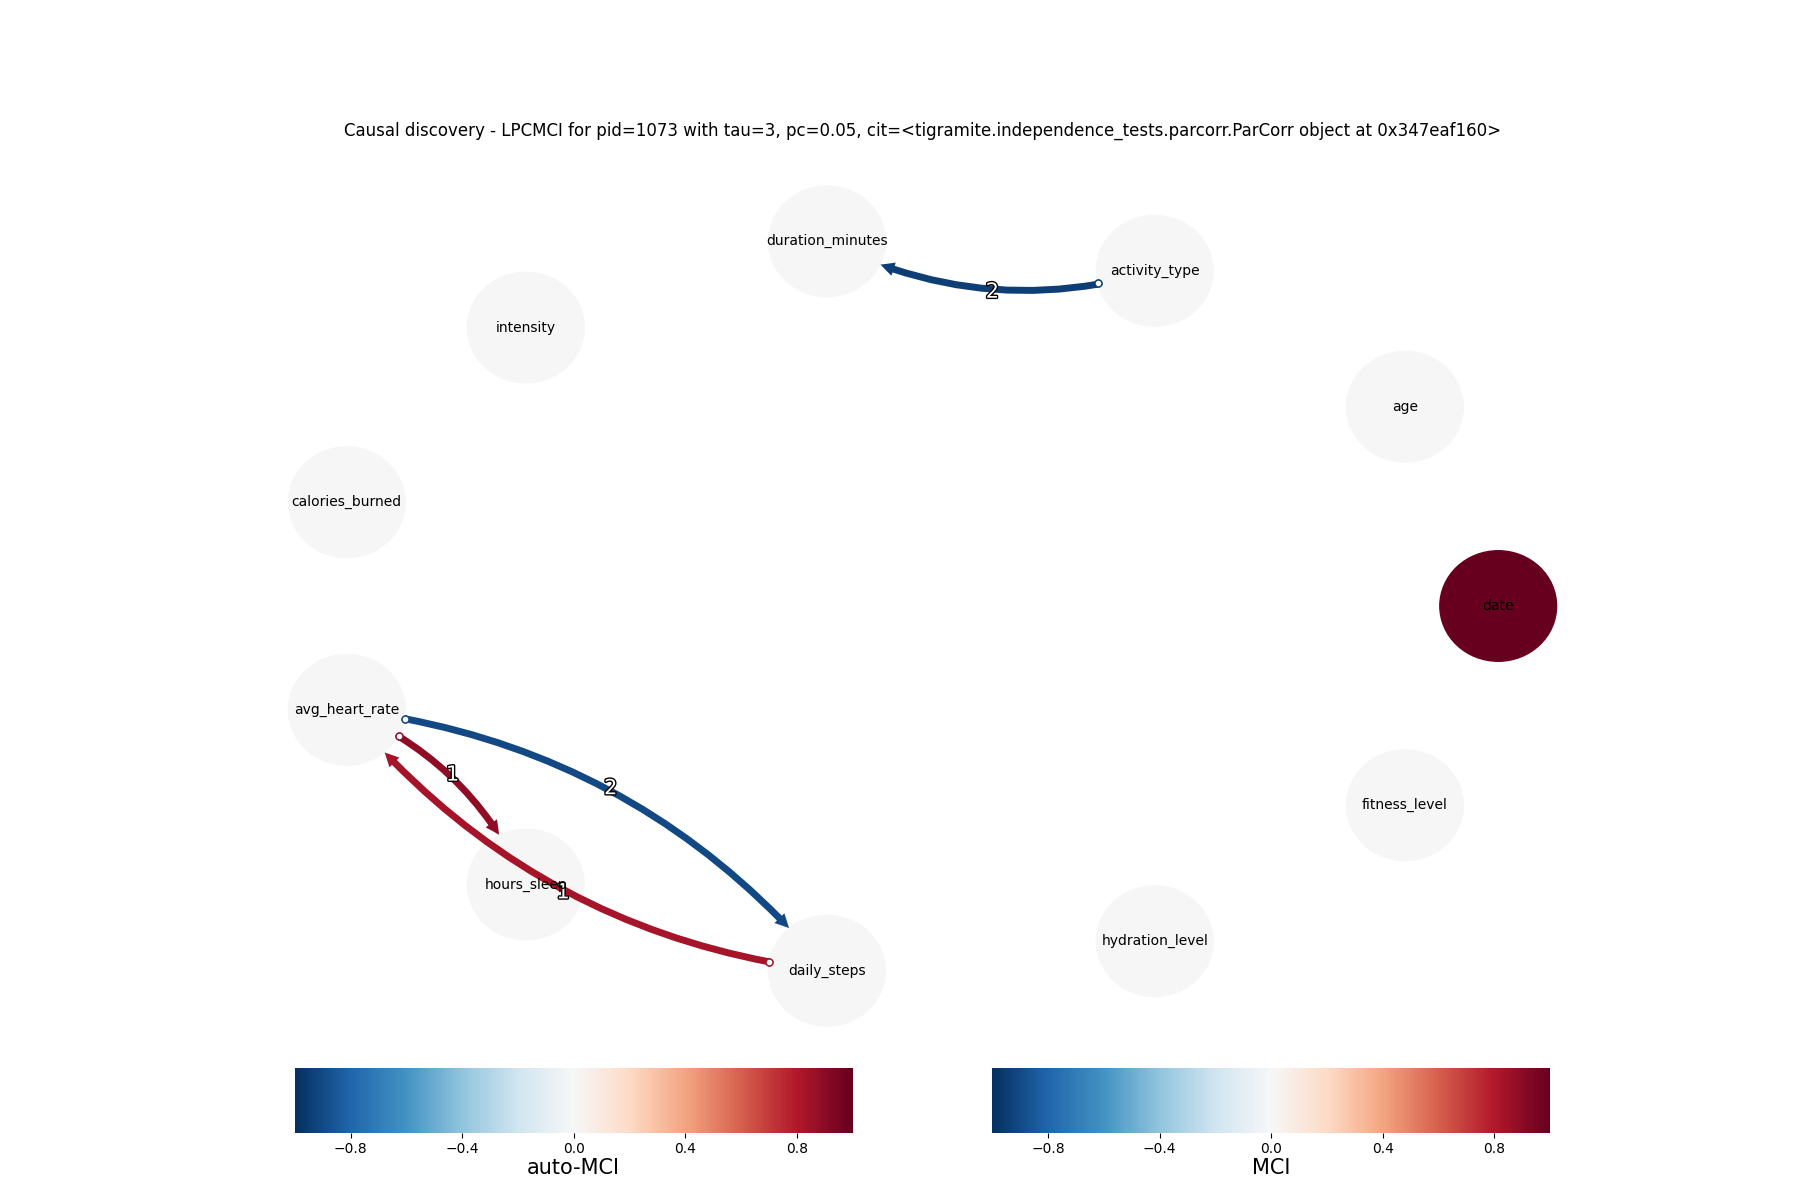 Causal discovery - LPCMCI for pid=1073 with tau=3, pc=0.05, cit=<tigramite.independence_tests.parcorr.ParCorr object at 0x347eaf160>
duration_minutes
activity_type
2
intensity
age
calories_burned
date
avg_heart_rate
1
2
fitness_level
hours_sleep
1
hydration_level
daily_steps
−0.8 −0.4 0.0 0.4 0.8
auto-MCI
−0.8 −0.4 0.0 0.4 0.8
MCI